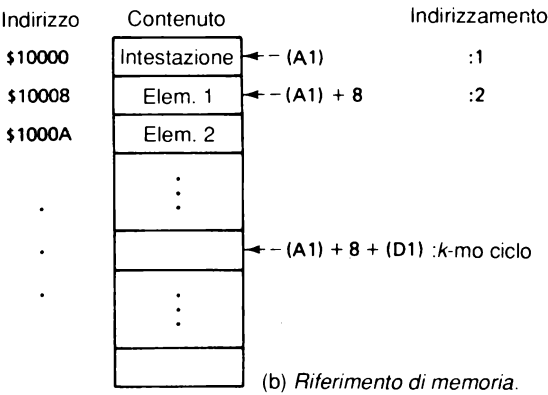 Indirizzo Contenuto Indirizzamento
$10000 Intestazione (A1) :1
$10008 Elem. 1 (A1) + 8 :2
$1000A Elem. 2
(A1) + 8 + (D1) :k-mo ciclo
(b) Riferimento di memoria.